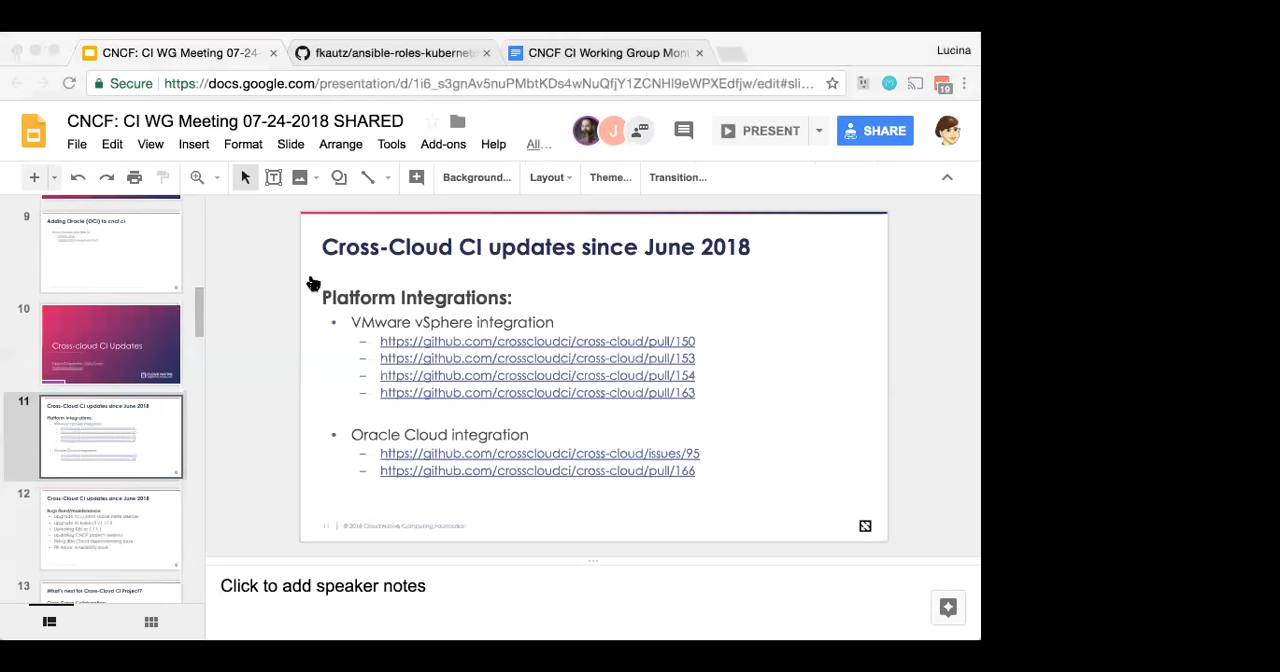 CNCF: CI WG Meeting 07-24-
fkautz/ansible-roles-kubernet
CNCF CI Working Group Mon
Lucina
Secure
https://docs.google.com/presentation/d/1i6_s3gnAv5nuPMbtKDs4wNuQfjY1ZCNHl9eWPXEdfjw/edit#sli...
19
CNCF: CI WG Meeting 07-24-2018 SHARED
J
PRESENT
SHARE
File Edit View Insert Format Slide Arrange Tools Add-ons Help All...
Background... Layout Theme... Transition...
9
Adding Oracle (OCI) to cncf.ci
10
Cross-cloud CI Updates
11
Cross-Cloud CI updates since June 2018
Platform Integrations:
12
Cross-Cloud CI updates since June 2018
Bugs fixed/maintenance:
13
What's next for Cross-Cloud CI Project?
Cross-Cloud CI updates since June 2018
Platform Integrations:
• VMware vSphere integration
– https://github.com/crosscloudci/cross-cloud/pull/150
– https://github.com/crosscloudci/cross-cloud/pull/153
– https://github.com/crosscloudci/cross-cloud/pull/154
– https://github.com/crosscloudci/cross-cloud/pull/163
• Oracle Cloud integration
– https://github.com/crosscloudci/cross-cloud/issues/95
– https://github.com/crosscloudci/cross-cloud/pull/166
11 © 2018 Cloud Native Computing Foundation
Click to add speaker notes